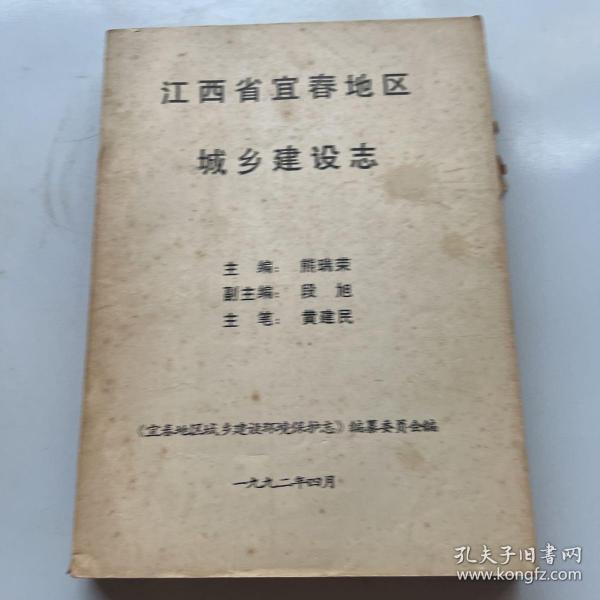 江西省宜春地区
城乡建设志
主 编：熊瑞荣
副主编：段 旭
主 笔：黄建民
《宜春地区城乡建设环境保护志》编纂委员会编
一九九二年四月
孔夫子旧书网
www.kongfz.com